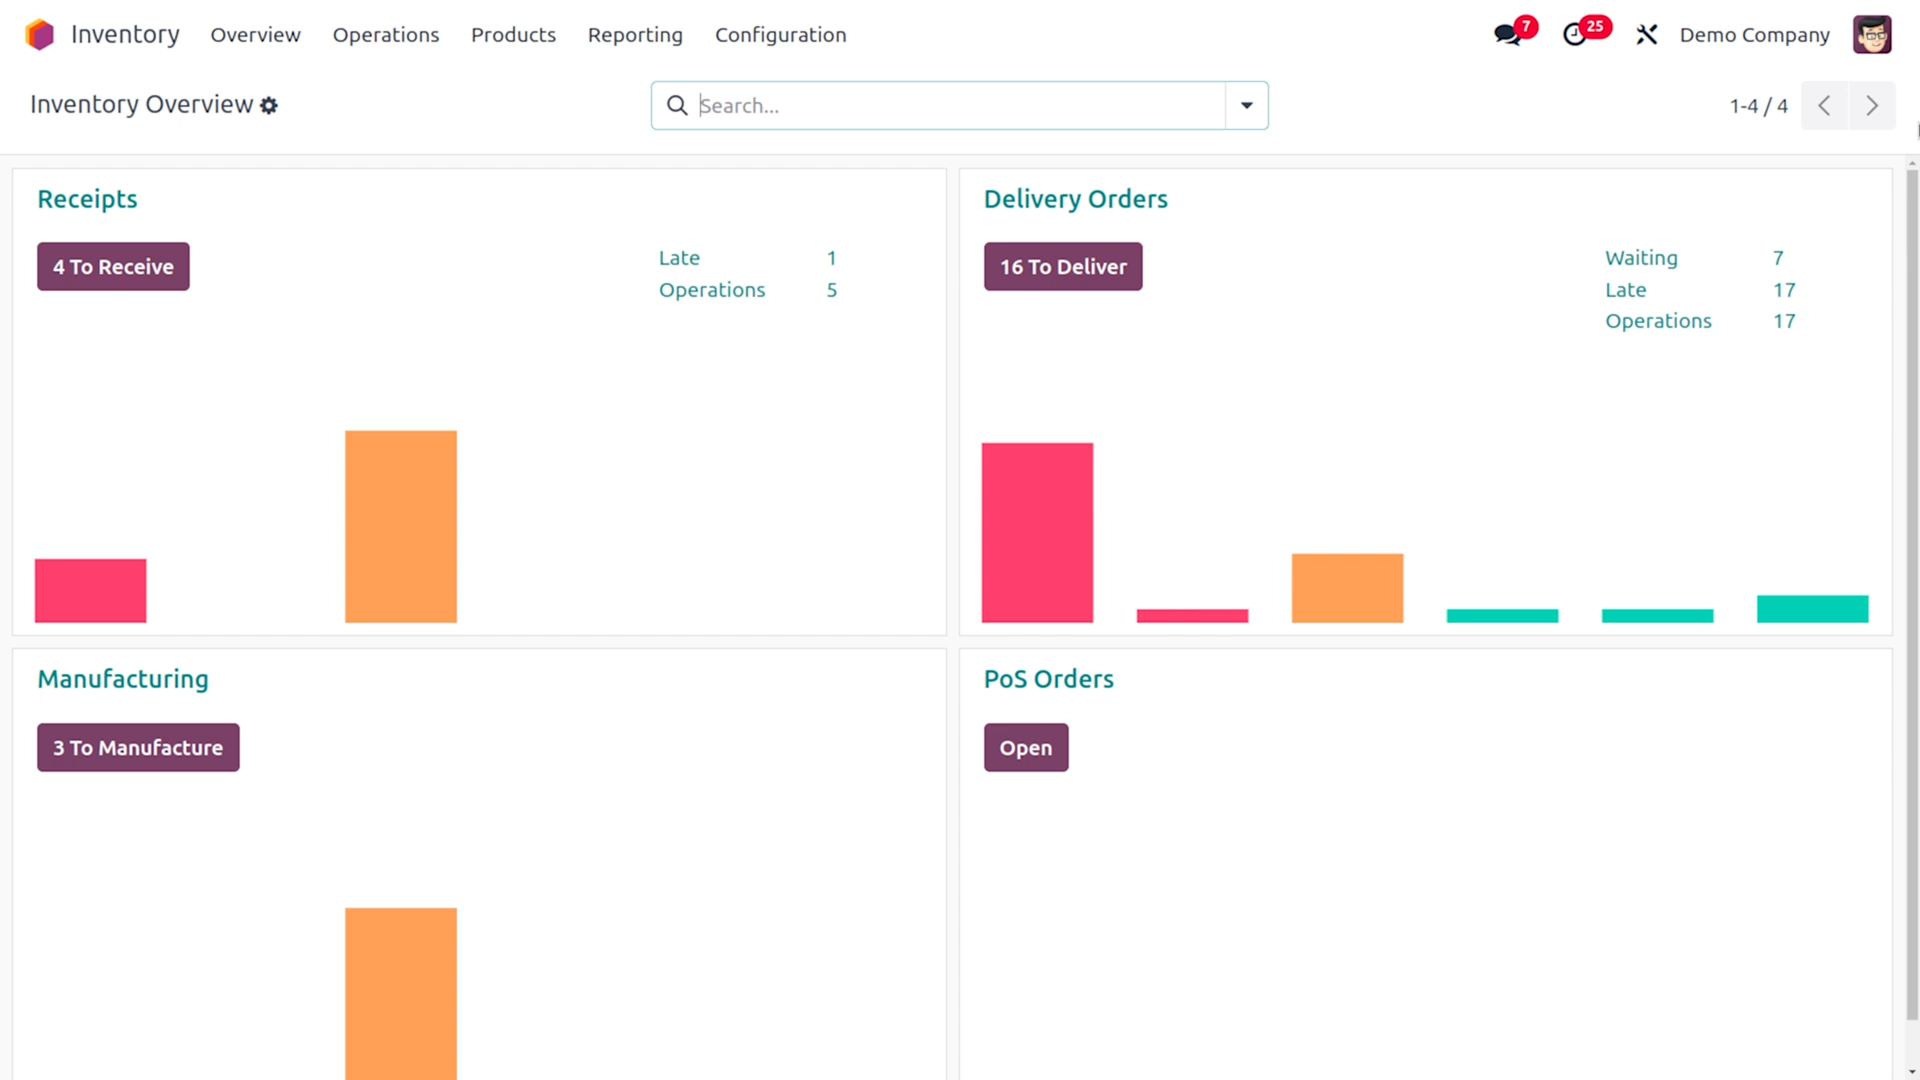 Inventory Overview Operations Products Reporting Configuration 7 25 Demo Company
Inventory Overview Search... 1-4 / 4
Receipts
4 To Receive
Late 1
Operations 5
Delivery Orders
16 To Deliver
Waiting 7
Late 17
Operations 17
Manufacturing
3 To Manufacture
PoS Orders
Open